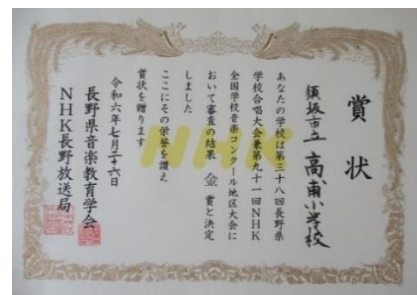 賞状
須坂市立 高甫小学校
あなたの学校は第三十八回長野県
学校合唱大会兼第九十一回NHK
全国学校音楽コンクール地区大会に
おいて審査の結果 金 賞と決定
しました
ここにその栄誉を讃え
賞状を贈ります
令和六年七月二十六日
長野県音楽教育学会
NHK長野放送局
NHK